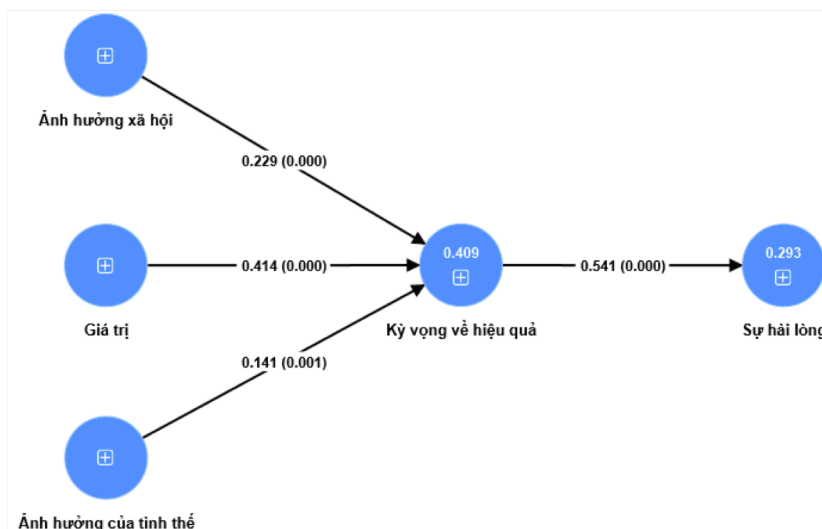 Ảnh hưởng xã hội
0.229 (0.000)
0.409
0.293
0.414 (0.000)
0.541 (0.000)
Giá trị
Kỳ vọng về hiệu quả
Sự hài lòng
0.141 (0.001)
Ảnh hưởng của tình thế